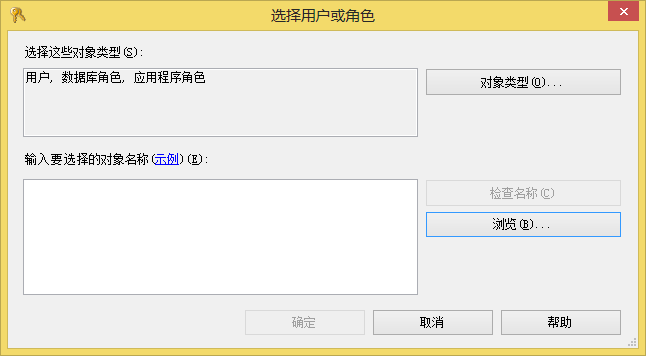 选择用户或角色
选择这些对象类型(S):
用户, 数据库角色, 应用程序角色
对象类型(O)...
输入要选择的对象名称(示例)(E):
检查名称(C)
浏览(B)...
确定
取消
帮助